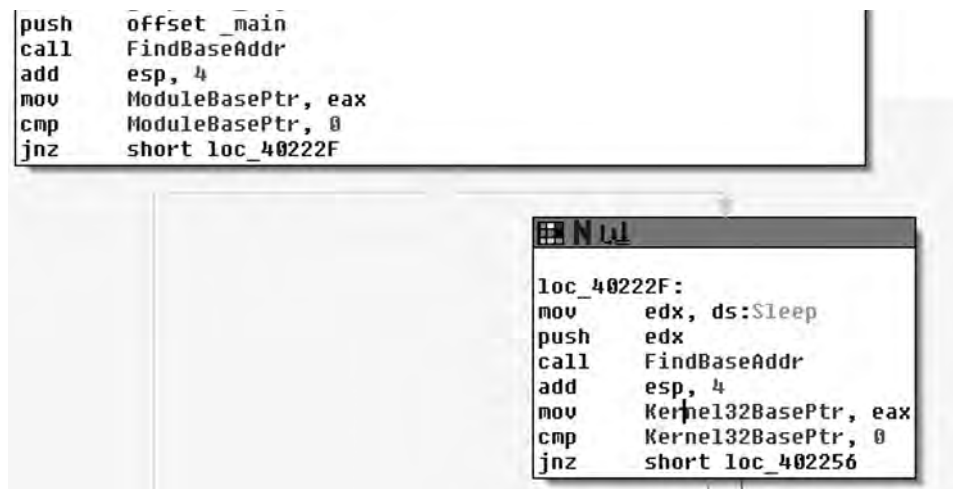 push offset _main
call FindBaseAddr
add esp, 4
mov ModuleBasePtr, eax
cmp ModuleBasePtr, 0
jnz short loc_40222F
loc_40222F:
mov edx, ds:Sleep
push edx
call FindBaseAddr
add esp, 4
mov Kernel32BasePtr, eax
cmp Kernel32BasePtr, 0
jnz short loc_402256